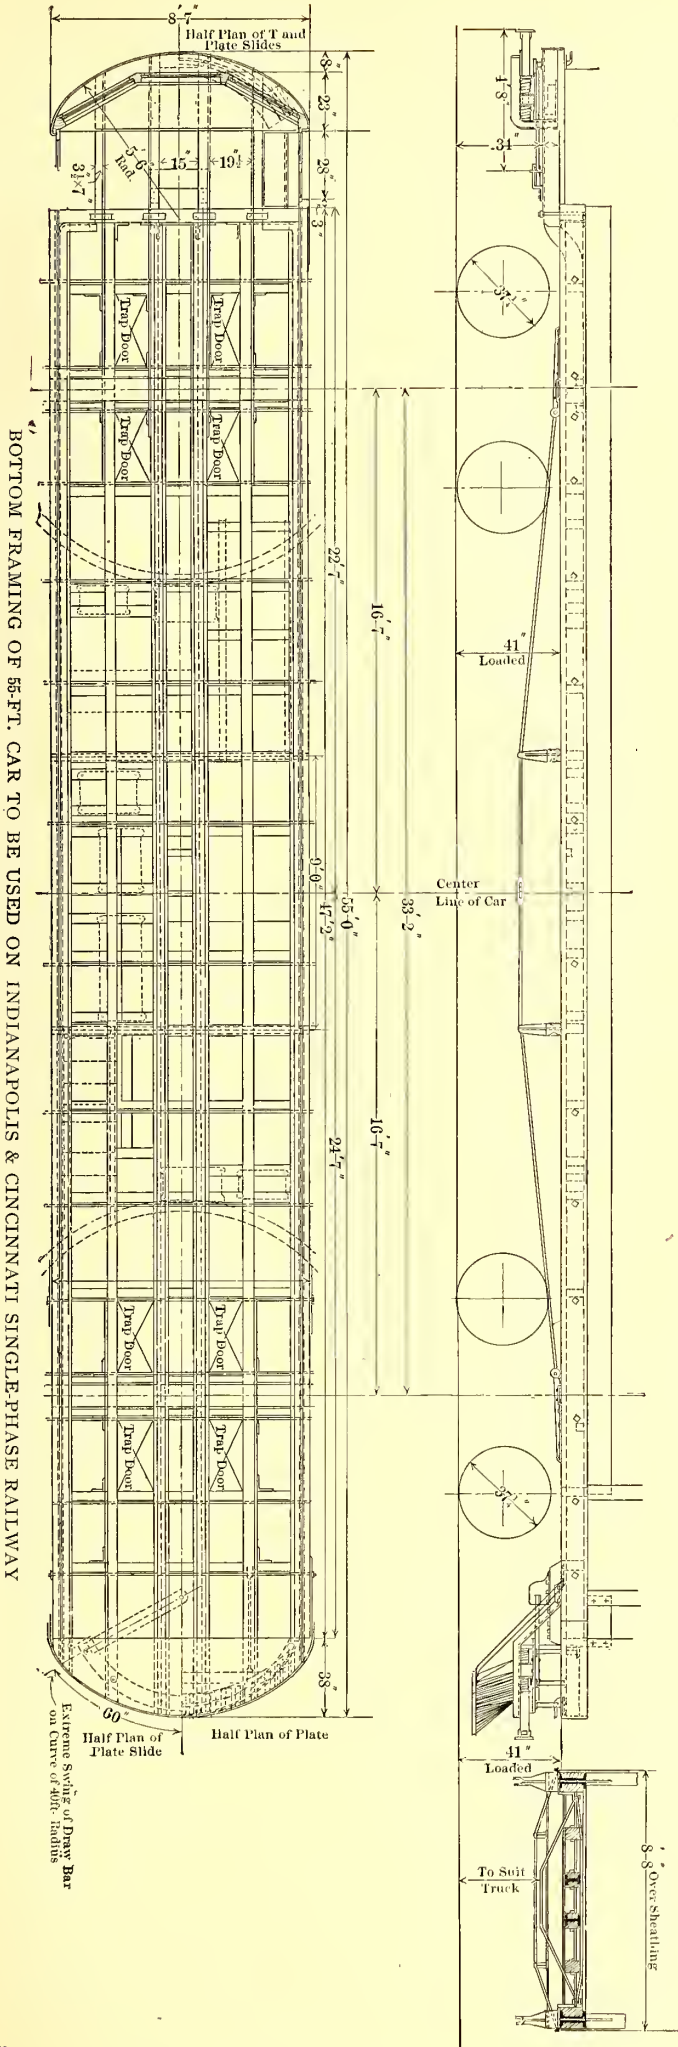 8'-7"
Half Plan of T and
Plate Slides
8"
23"
28"
3"
5'-6"
Rad.
15"
19½"
3½"×7"
Trap Door
Trap Door
Trap Door
Trap Door
22'-7"
16'-7"
9'-0"
47'-2"
55'-0"
33'-2"
24'-7"
16'-7"
Trap Door
Trap Door
Trap Door
Trap Door
38"
60"
Half Plan of
Plate Slide
Half Plan of Plate
Extreme Swing of Draw Bar
on Curve of 40ft. Radius
4'-8"
34"
37½"
41"
Loaded
Center
Line of Car
41"
Loaded
To Suit
Truck
8'-8" Over Sheathing
BOTTOM FRAMING OF 55-FT. CAR TO BE USED ON INDIANAPOLIS & CINCINNATI SINGLE-PHASE RAILWAY